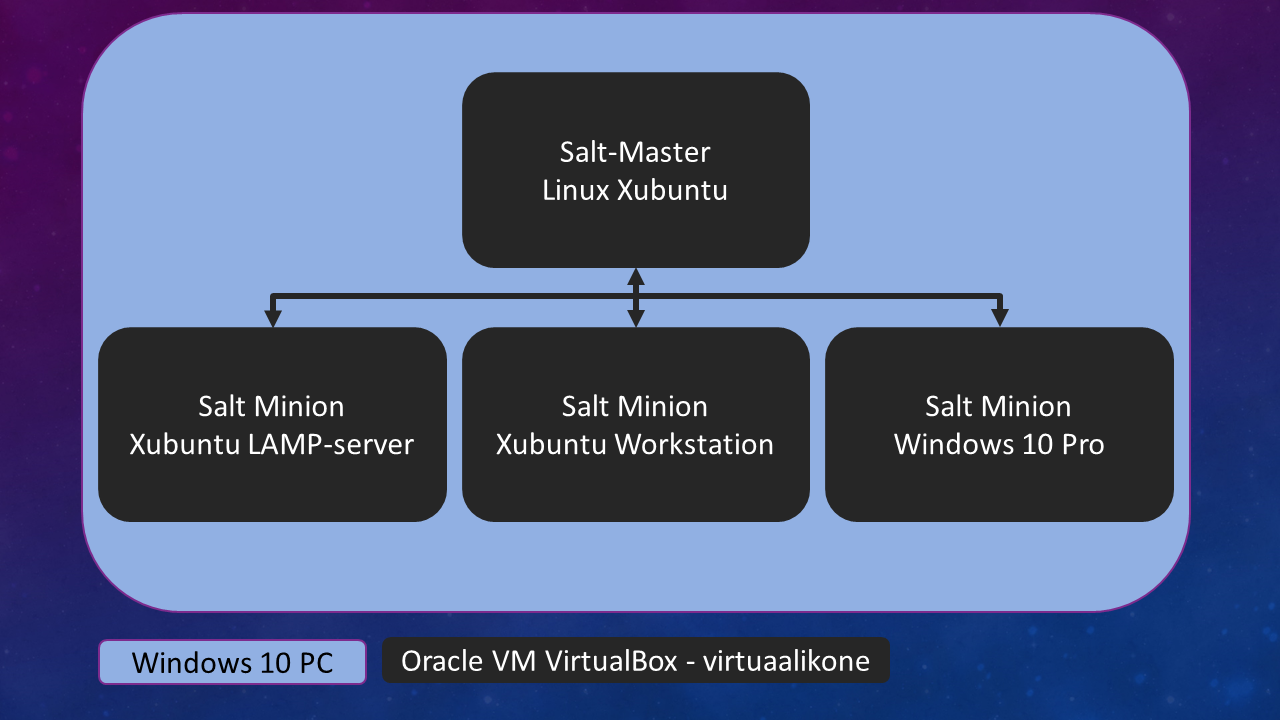 Salt-Master
Linux Xubuntu
Salt Minion
Xubuntu LAMP-server
Salt Minion
Xubuntu Workstation
Salt Minion
Windows 10 Pro
Windows 10 PC
Oracle VM VirtualBox - virtuaalikone